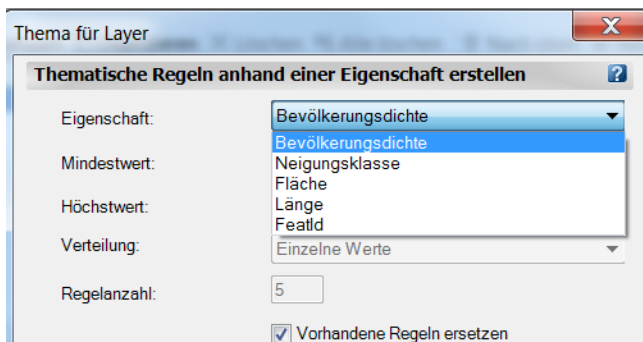 Thema für Layer
Thematische Regeln anhand einer Eigenschaft erstellen
Eigenschaft: Bevölkerungsdichte
Bevölkerungsdichte
Mindestwert: Neigungsklasse
Fläche
Höchstwert: Länge
FeatId
Verteilung: Einzelne Werte
Regelanzahl: 5
Vorhandene Regeln ersetzen